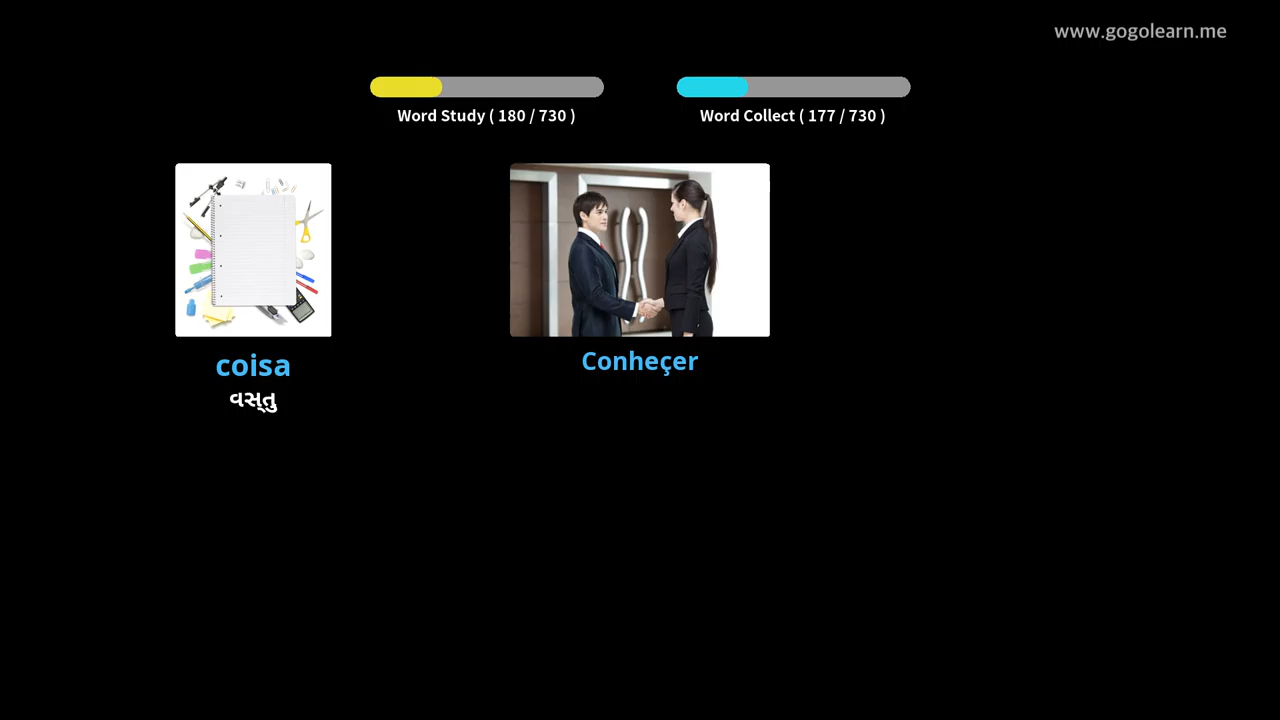 www.gogolearn.me
Word Study ( 180 / 730 )
Word Collect ( 177 / 730 )
coisa
વસ્તુ
Conheçer